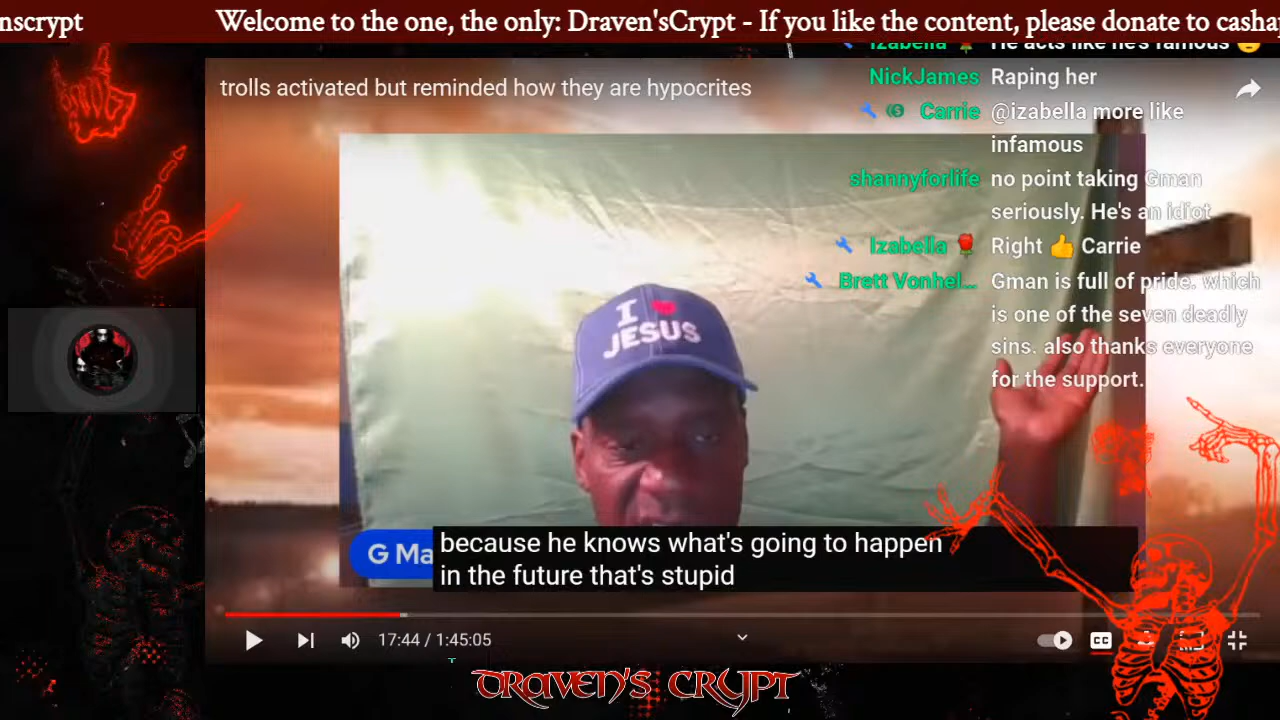 nscrypt Welcome to the one, the only: Draven'sCrypt - If you like the content, please donate to casha
trolls activated but reminded how they are hypocrites
Izabella 🌹 He acts like he's famous
NickJames Raping her
Carrie @izabella more like
infamous
shannyforlife no point taking Gman
seriously. He's an idiot
Izabella 🌹 Right 👍 Carrie
Brett Vonhel... Gman is full of pride. which
is one of the seven deadly
sins. also thanks everyone
for the support.
I ❤ JESUS
G Ma
because he knows what's going to happen
in the future that's stupid
17:44 / 1:45:05
CC
DRAVEN'S CRYPT